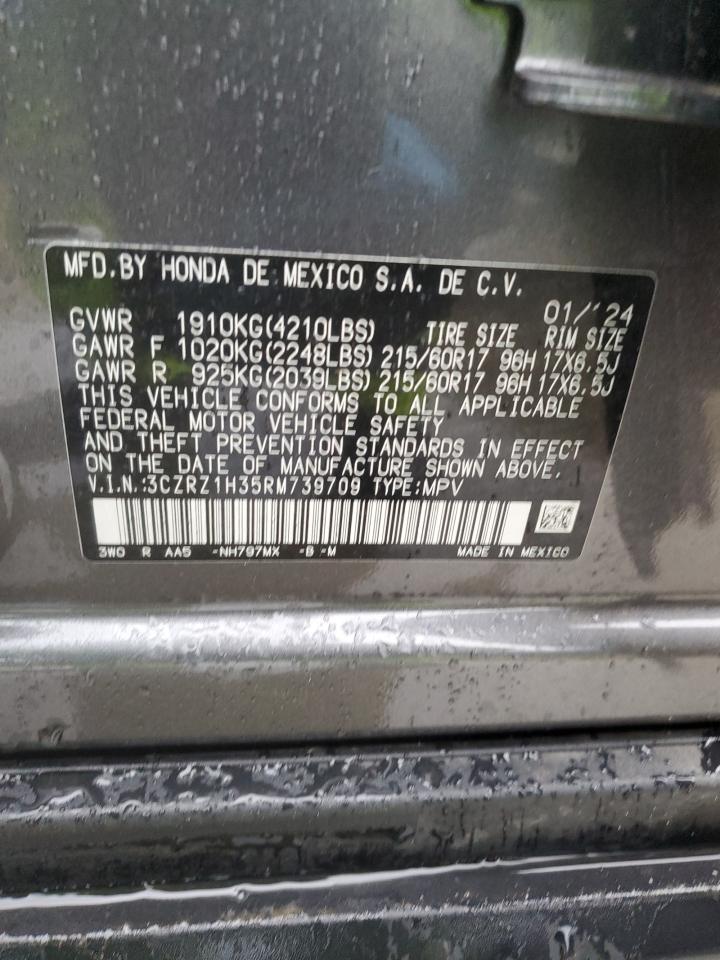 MFD.BY HONDA DE MEXICO S.A. DE C.V.
01/'24
GVWR 1910KG(4210LBS) TIRE SIZE RIM SIZE
GAWR F 1020KG(2248LBS) 215/60R17 96H 17X6.5J
GAWR R 925KG(2039LBS) 215/60R17 96H 17X6.5J
THIS VEHICLE CONFORMS TO ALL APPLICABLE
FEDERAL MOTOR VEHICLE SAFETY
AND THEFT PREVENTION STANDARDS IN EFFECT
ON THE DATE OF MANUFACTURE SHOWN ABOVE.
V.I.N.:3CZRZ1H35RM739709 TYPE:MPV
3W0 R AA5 -NH797MX -B -M MADE IN MEXICO